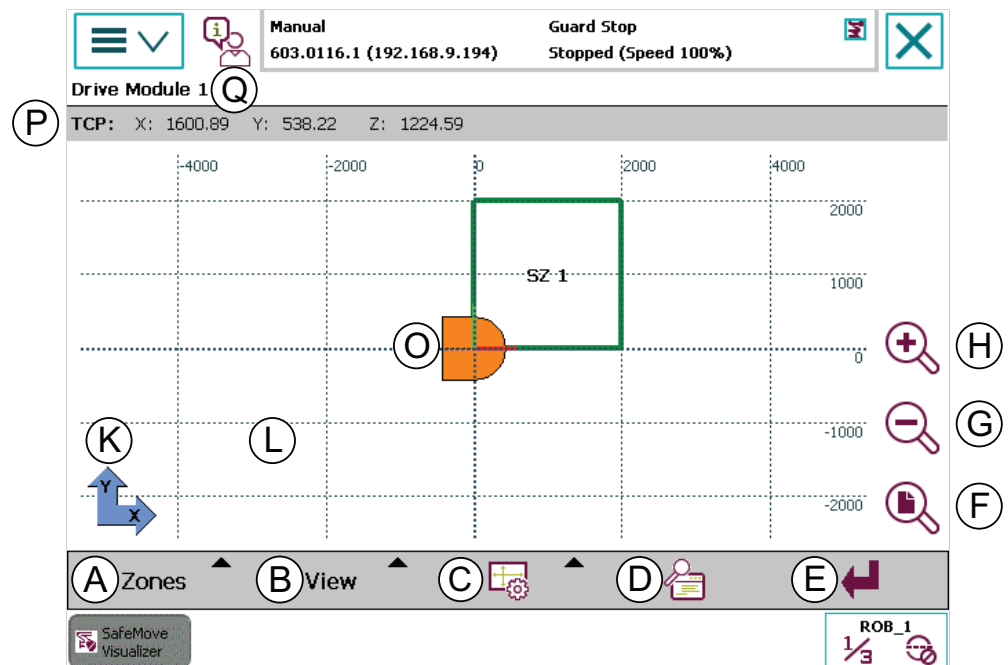 Manual
603.0116.1 (192.168.9.194)
Guard Stop
Stopped (Speed 100%)
Drive Module 1
Q
P
TCP: X: 1600.89 Y: 538.22 Z: 1224.59
-4000 -2000 0 2000 4000
2000
SZ 1
1000
O
0
H
K
L
-1000
G
Y
X
-2000
F
A Zones
B View
C
D
E
SafeMove
Visualizer
ROB_1
1/3